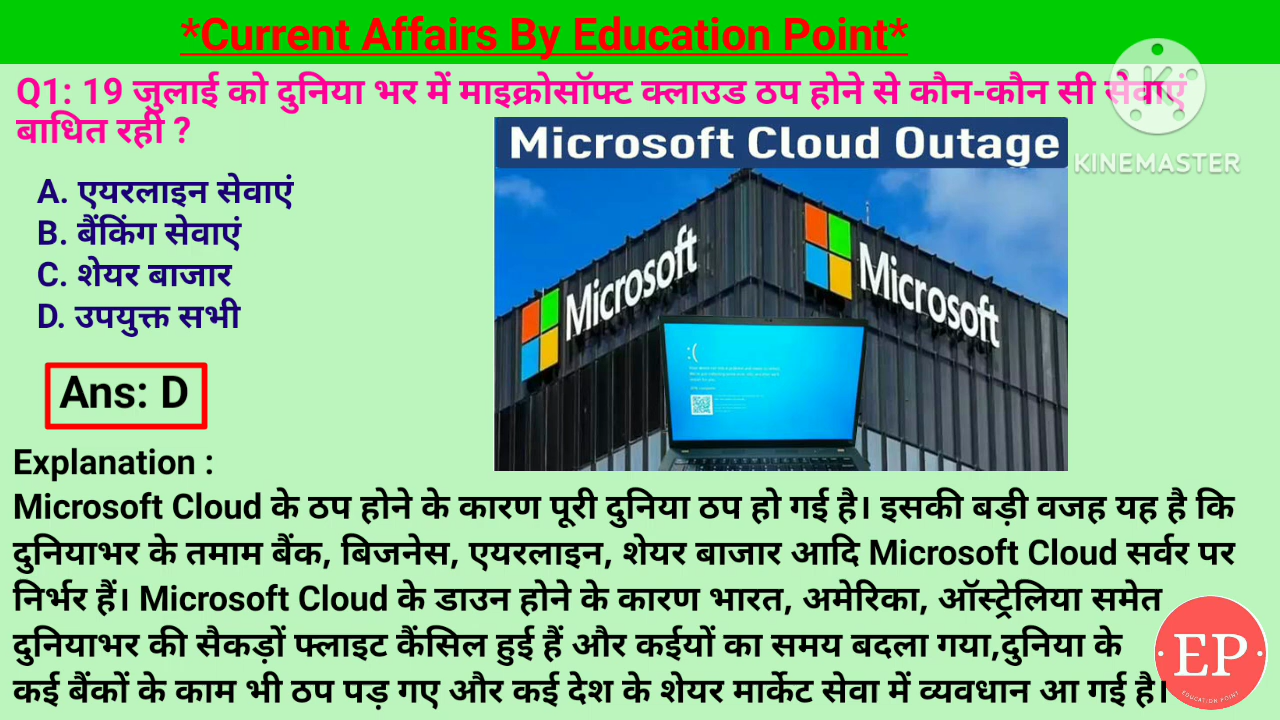 *Current Affairs By Education Point*
Q1: 19 जुलाई को दुनिया भर में माइक्रोसॉफ्ट क्लाउड ठप होने से कौन-कौन सी सेवाएं
बाधित रही ?
KINEMASTER
Microsoft Cloud Outage
A. एयरलाइन सेवाएं
B. बैंकिंग सेवाएं
C. शेयर बाजार
D. उपयुक्त सभी
Microsoft
Microsoft
:(
Ans: D
Explanation :
Microsoft Cloud के ठप होने के कारण पूरी दुनिया ठप हो गई है। इसकी बड़ी वजह यह है कि
दुनियाभर के तमाम बैंक, बिजनेस, एयरलाइन, शेयर बाजार आदि Microsoft Cloud सर्वर पर
निर्भर हैं। Microsoft Cloud के डाउन होने के कारण भारत, अमेरिका, ऑस्ट्रेलिया समेत
दुनियाभर की सैकड़ों फ्लाइट कैंसिल हुई हैं और कईयों का समय बदला गया,दुनिया के
कई बैंकों के काम भी ठप पड़ गए और कई देश के शेयर मार्केट सेवा में व्यवधान आ गई है।
EP
EDUCATION POINT